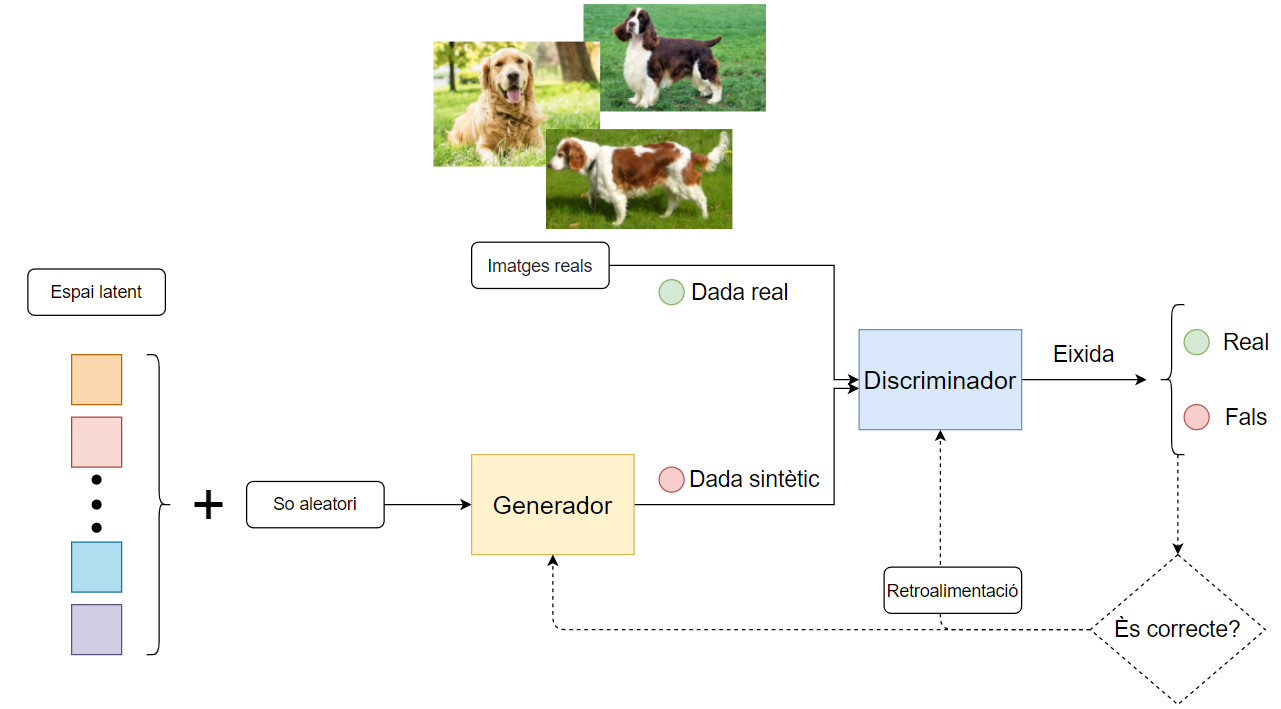 Imatges reals
Espai latent
Dada real
Real
Eixida
Discriminador
Fals
Dada sintètic
So aleatori
Generador
Retroalimentació
Ès correcte?